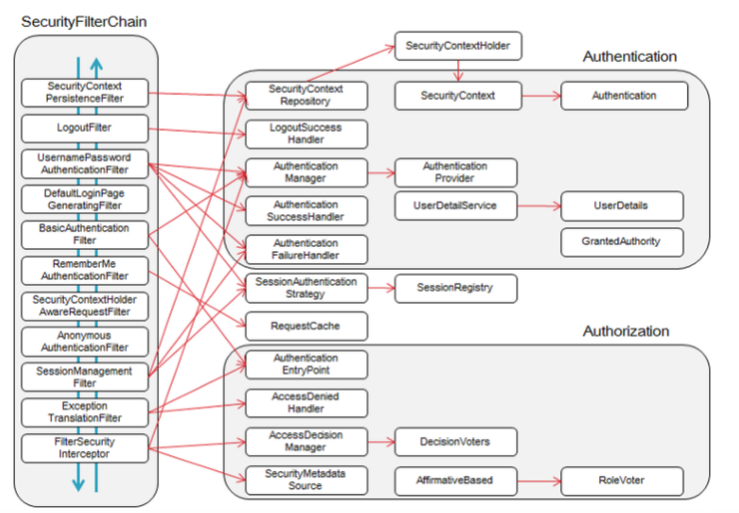 SecurityFilterChain
SecurityContext
PersistenceFilter
LogoutFilter
UsernamePassword
AuthenticationFilter
DefaultLoginPage
GeneratingFilter
BasicAuthentication
Filter
RememberMe
AuthenticationFilter
SecurityContextHolder
AwareRequestFilter
Anonymous
AuthenticationFilter
SessionManagement
Filter
Exception
TranslationFilter
FilterSecurity
Interceptor
SecurityContextHolder
Authentication
SecurityContext
Repository
SecurityContext
Authentication
LogoutSuccess
Handler
Authentication
Manager
Authentication
Provider
Authentication
SuccessHandler
UserDetailService
UserDetails
Authentication
FailureHandler
GrantedAuthority
SessionAuthentication
Strategy
SessionRegistry
RequestCache
Authorization
Authentication
EntryPoint
AccessDenied
Handler
AccessDecision
Manager
DecisionVoters
SecurityMetadata
Source
AffirmativeBased
RoleVoter